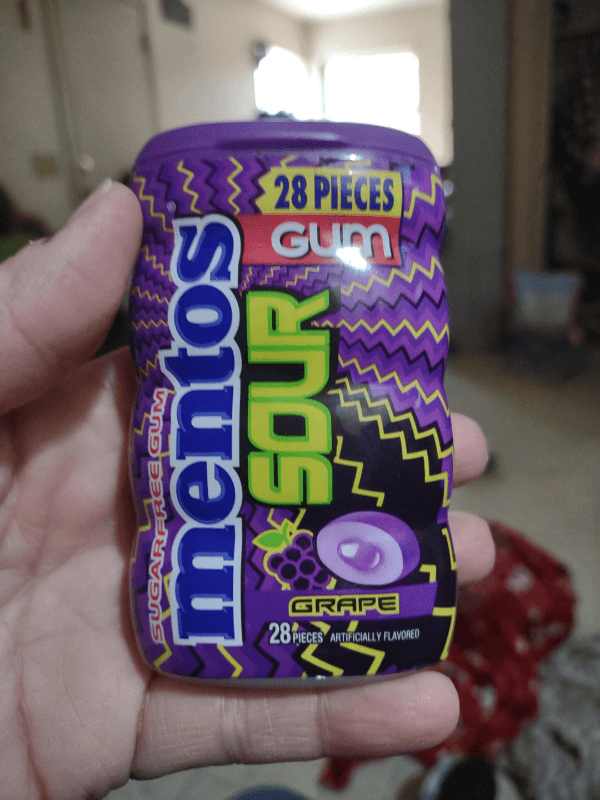 28 PIECES
GUM
mentos
SOUR
SUGARFREE GUM
GRAPE
28 PIECES ARTIFICIALLY FLAVORED